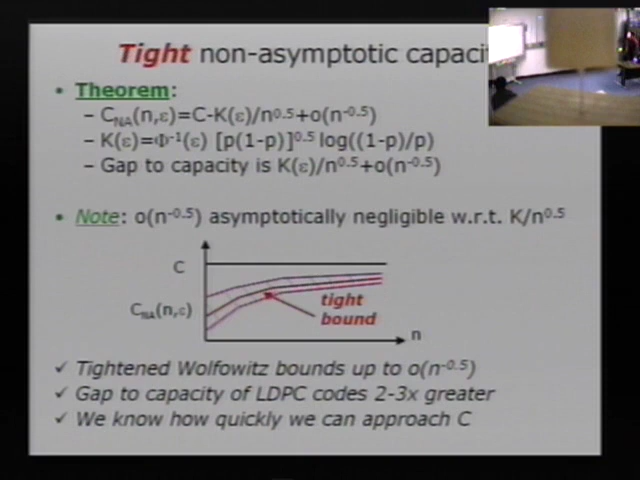 Tight non-asymptotic capaci
• Theorem:
– C_NA(n,ε)=C-K(ε)/n^0.5+o(n^-0.5)
– K(ε)=Φ^-1(ε) [p(1-p)]^0.5 log((1-p)/p)
– Gap to capacity is K(ε)/n^0.5+o(n^-0.5)
• Note: o(n^-0.5) asymptotically negligible w.r.t. K/n^0.5
C
C_NA(n,ε)
tight
bound
n
✓ Tightened Wolfowitz bounds up to o(n^-0.5)
✓ Gap to capacity of LDPC codes 2-3x greater
✓ We know how quickly we can approach C